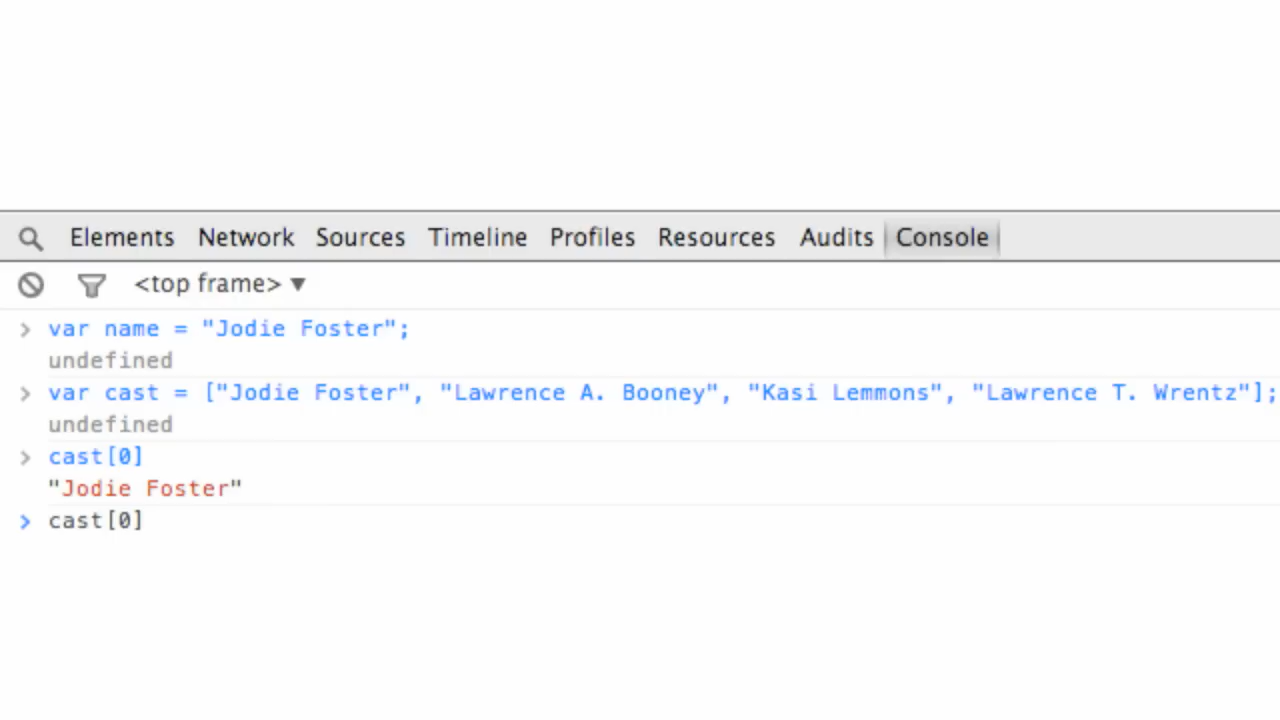 Elements Network Sources Timeline Profiles Resources Audits Console
<top frame> ▼
> var name = "Jodie Foster";
undefined
> var cast = ["Jodie Foster", "Lawrence A. Booney", "Kasi Lemmons", "Lawrence T. Wrentz"];
undefined
> cast[0]
"Jodie Foster"
> cast[0]